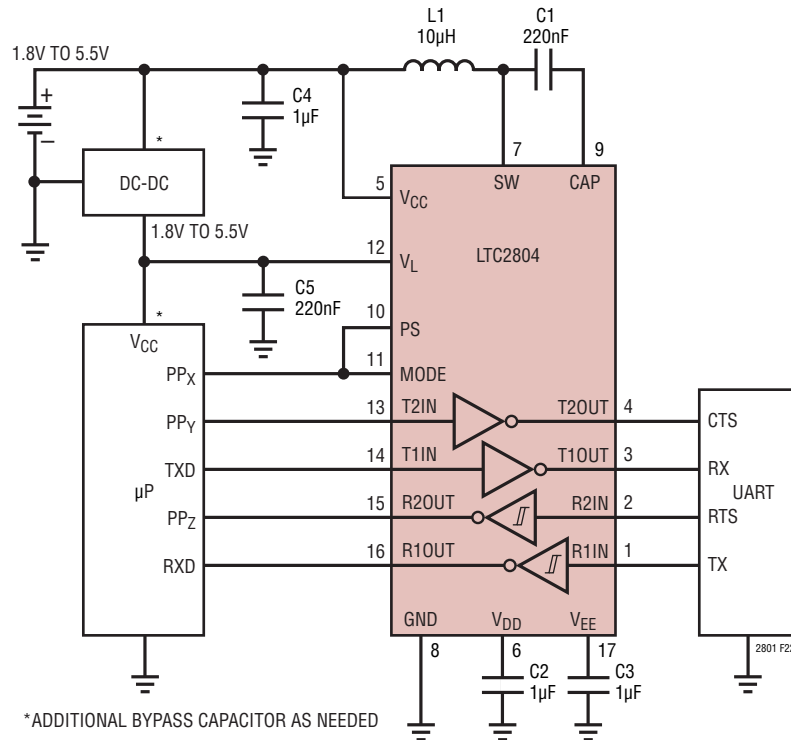 L1
10µH
C1
220nF
1.8V TO 5.5V
+
–
C4
1µF
*
DC-DC
7
9
SW
CAP
5
VCC
1.8V TO 5.5V
12
VL
LTC2804
C5
220nF
*
VCC
10
PS
PPX
11
MODE
PPY
13
T2IN
T2OUT
4
CTS
TXD
14
T1IN
T1OUT
3
RX
µP
UART
PPZ
15
R2OUT
R2IN
2
RTS
RXD
16
R1OUT
R1IN
1
TX
GND
VDD
VEE
8
6
17
2801 F22
C2
1µF
C3
1µF
*ADDITIONAL BYPASS CAPACITOR AS NEEDED